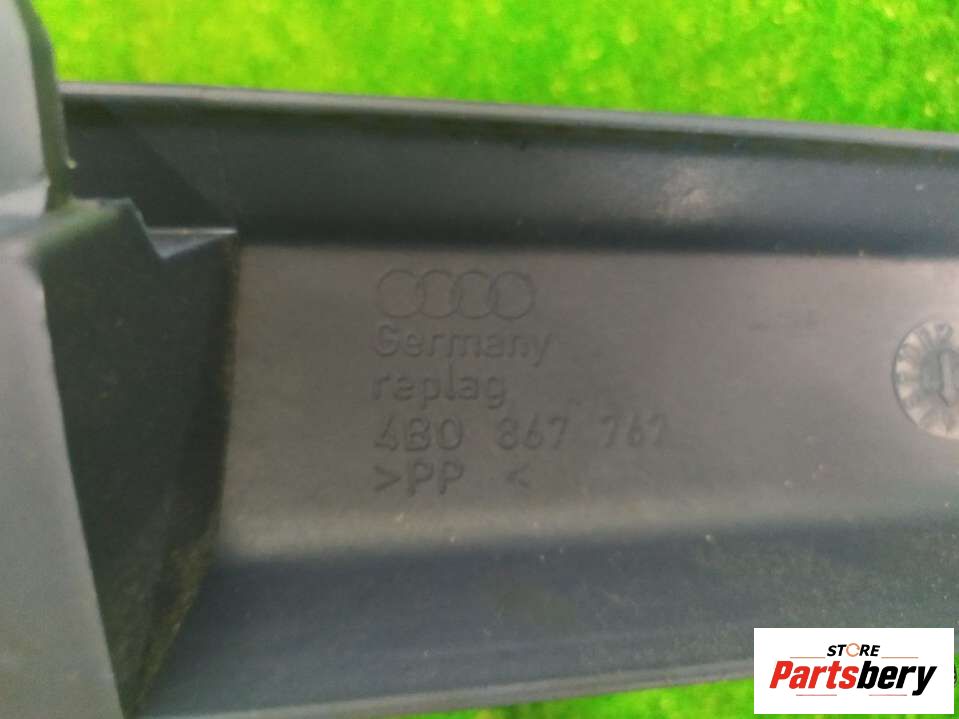 Germany
replag
4B0 867 767
>PP <
STORE
Partsbery